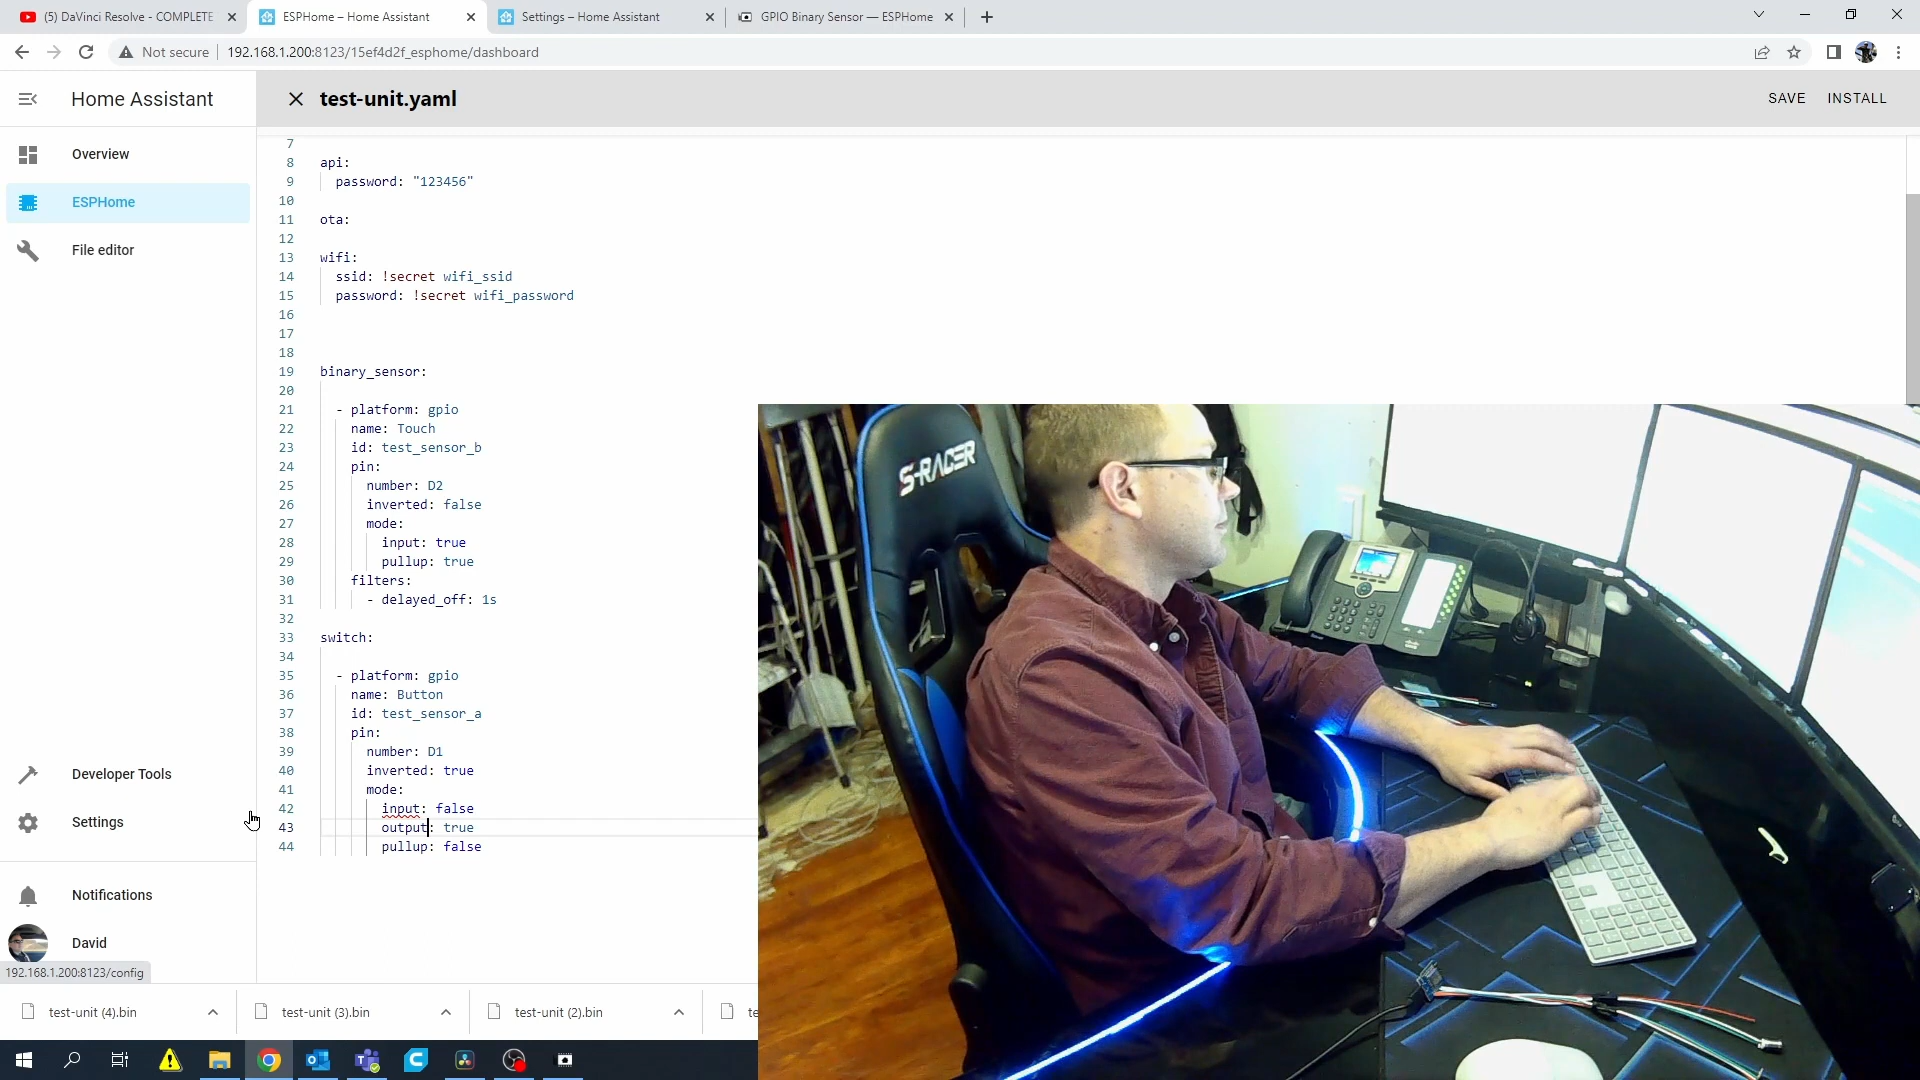 (5) DaVinci Resolve - COMPLETE
ESPHome – Home Assistant
Settings – Home Assistant
GPIO Binary Sensor — ESPHome
Not secure
192.168.1.200:8123/15ef4d2f_esphome/dashboard
Home Assistant
test-unit.yaml
SAVE
INSTALL
Overview
ESPHome
File editor
Developer Tools
Settings
Notifications
David
192.168.1.200:8123/config
7
8 api:
9 password: "123456"
10
11 ota:
12
13 wifi:
14 ssid: !secret wifi_ssid
15 password: !secret wifi_password
16
17
18
19 binary_sensor:
20
21 - platform: gpio
22 name: Touch
23 id: test_sensor_b
24 pin:
25 number: D2
26 inverted: false
27 mode:
28 input: true
29 pullup: true
30 filters:
31 - delayed_off: 1s
32
33 switch:
34
35 - platform: gpio
36 name: Button
37 id: test_sensor_a
38 pin:
39 number: D1
40 inverted: true
41 mode:
42 input: false
43 output: true
44 pullup: false
S-RACER
test-unit (4).bin
test-unit (3).bin
test-unit (2).bin
te